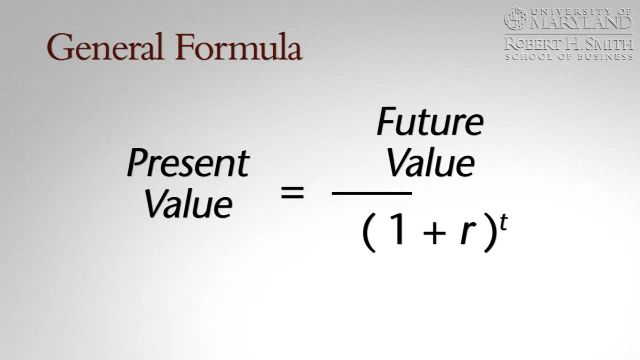 General Formula
UNIVERSITY OF
MARYLAND
ROBERT H. SMITH
SCHOOL OF BUSINESS
Present
Value
=
Future
Value
( 1 + r )ᵗ